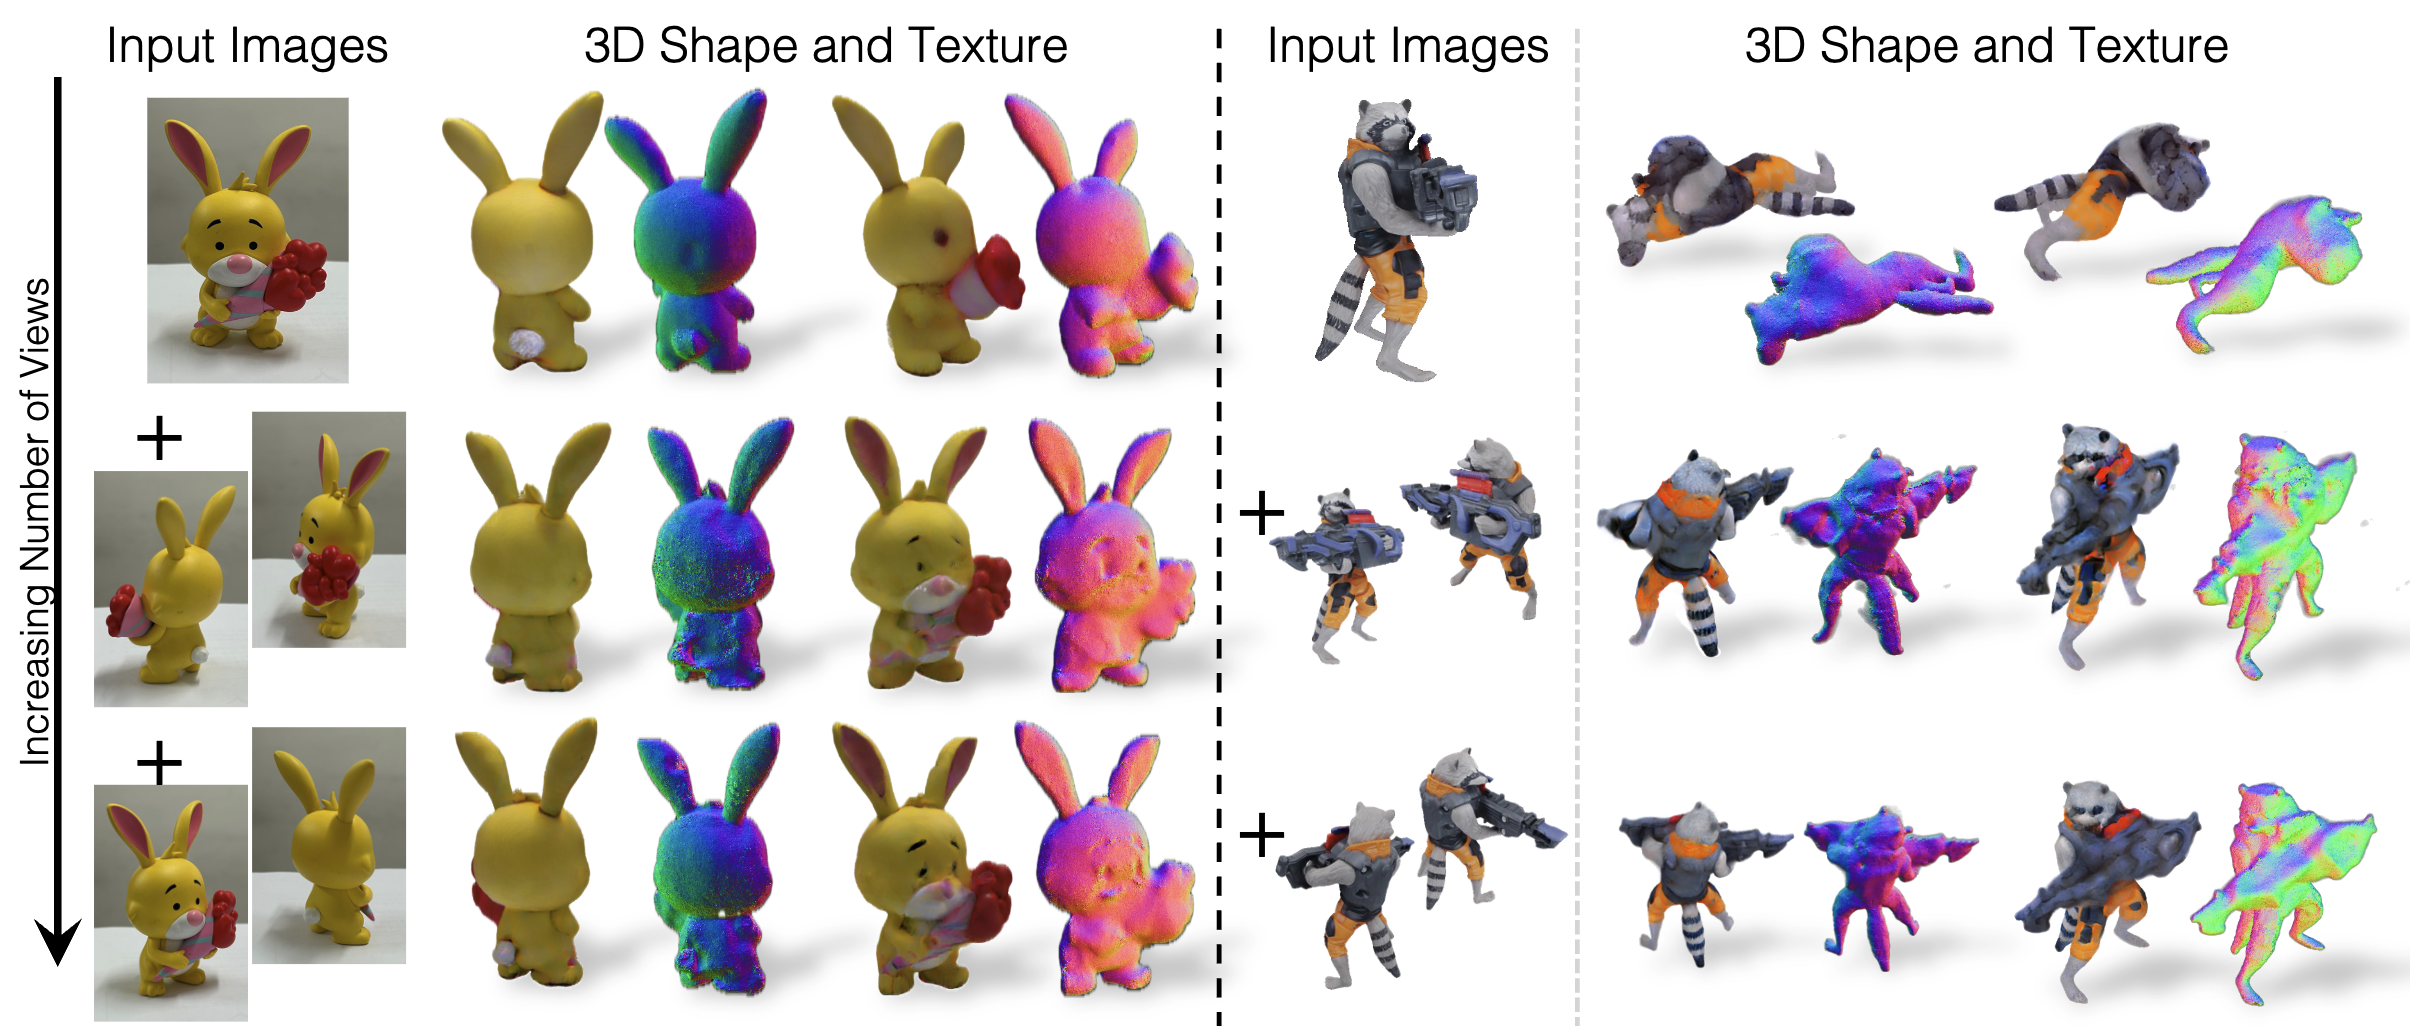 Input Images
3D Shape and Texture
Input Images
3D Shape and Texture
Increasing Number of Views
+
+
+
+